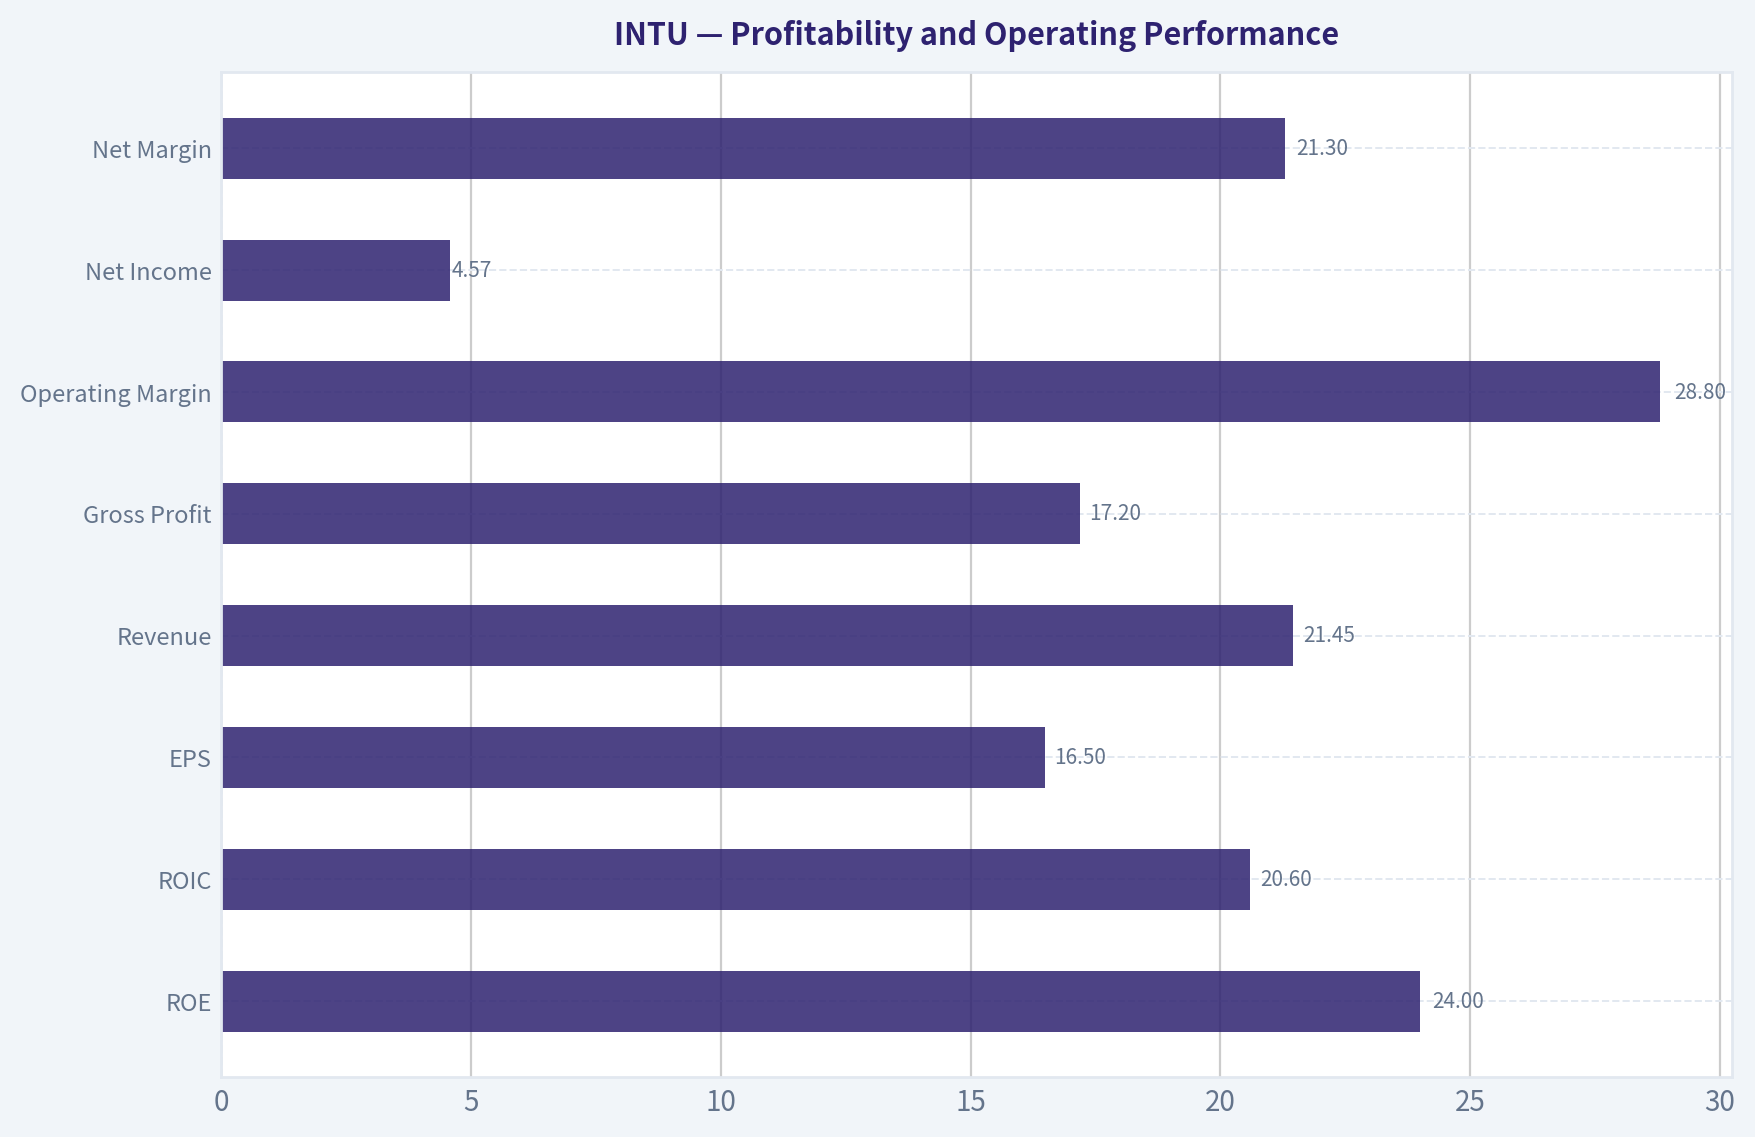 INTU — Profitability and Operating Performance
Net Margin 21.30
Net Income 4.57
Operating Margin 28.80
Gross Profit 17.20
Revenue 21.45
EPS 16.50
ROIC 20.60
ROE 24.00
0 5 10 15 20 25 30